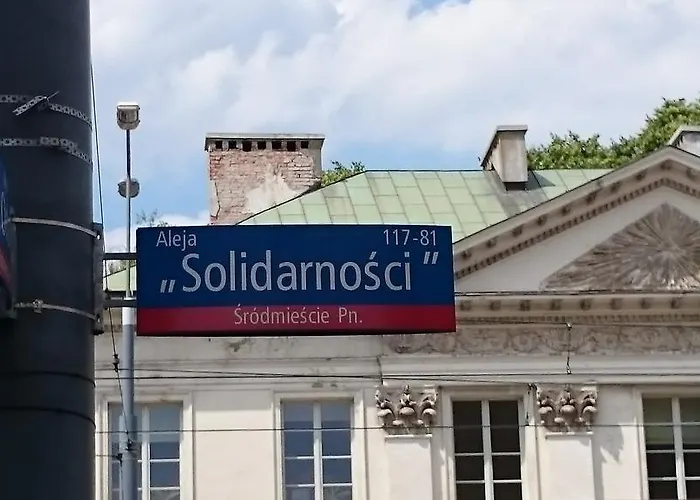 Aleja 117-81
„Solidarności”
Śródmieście Pn.